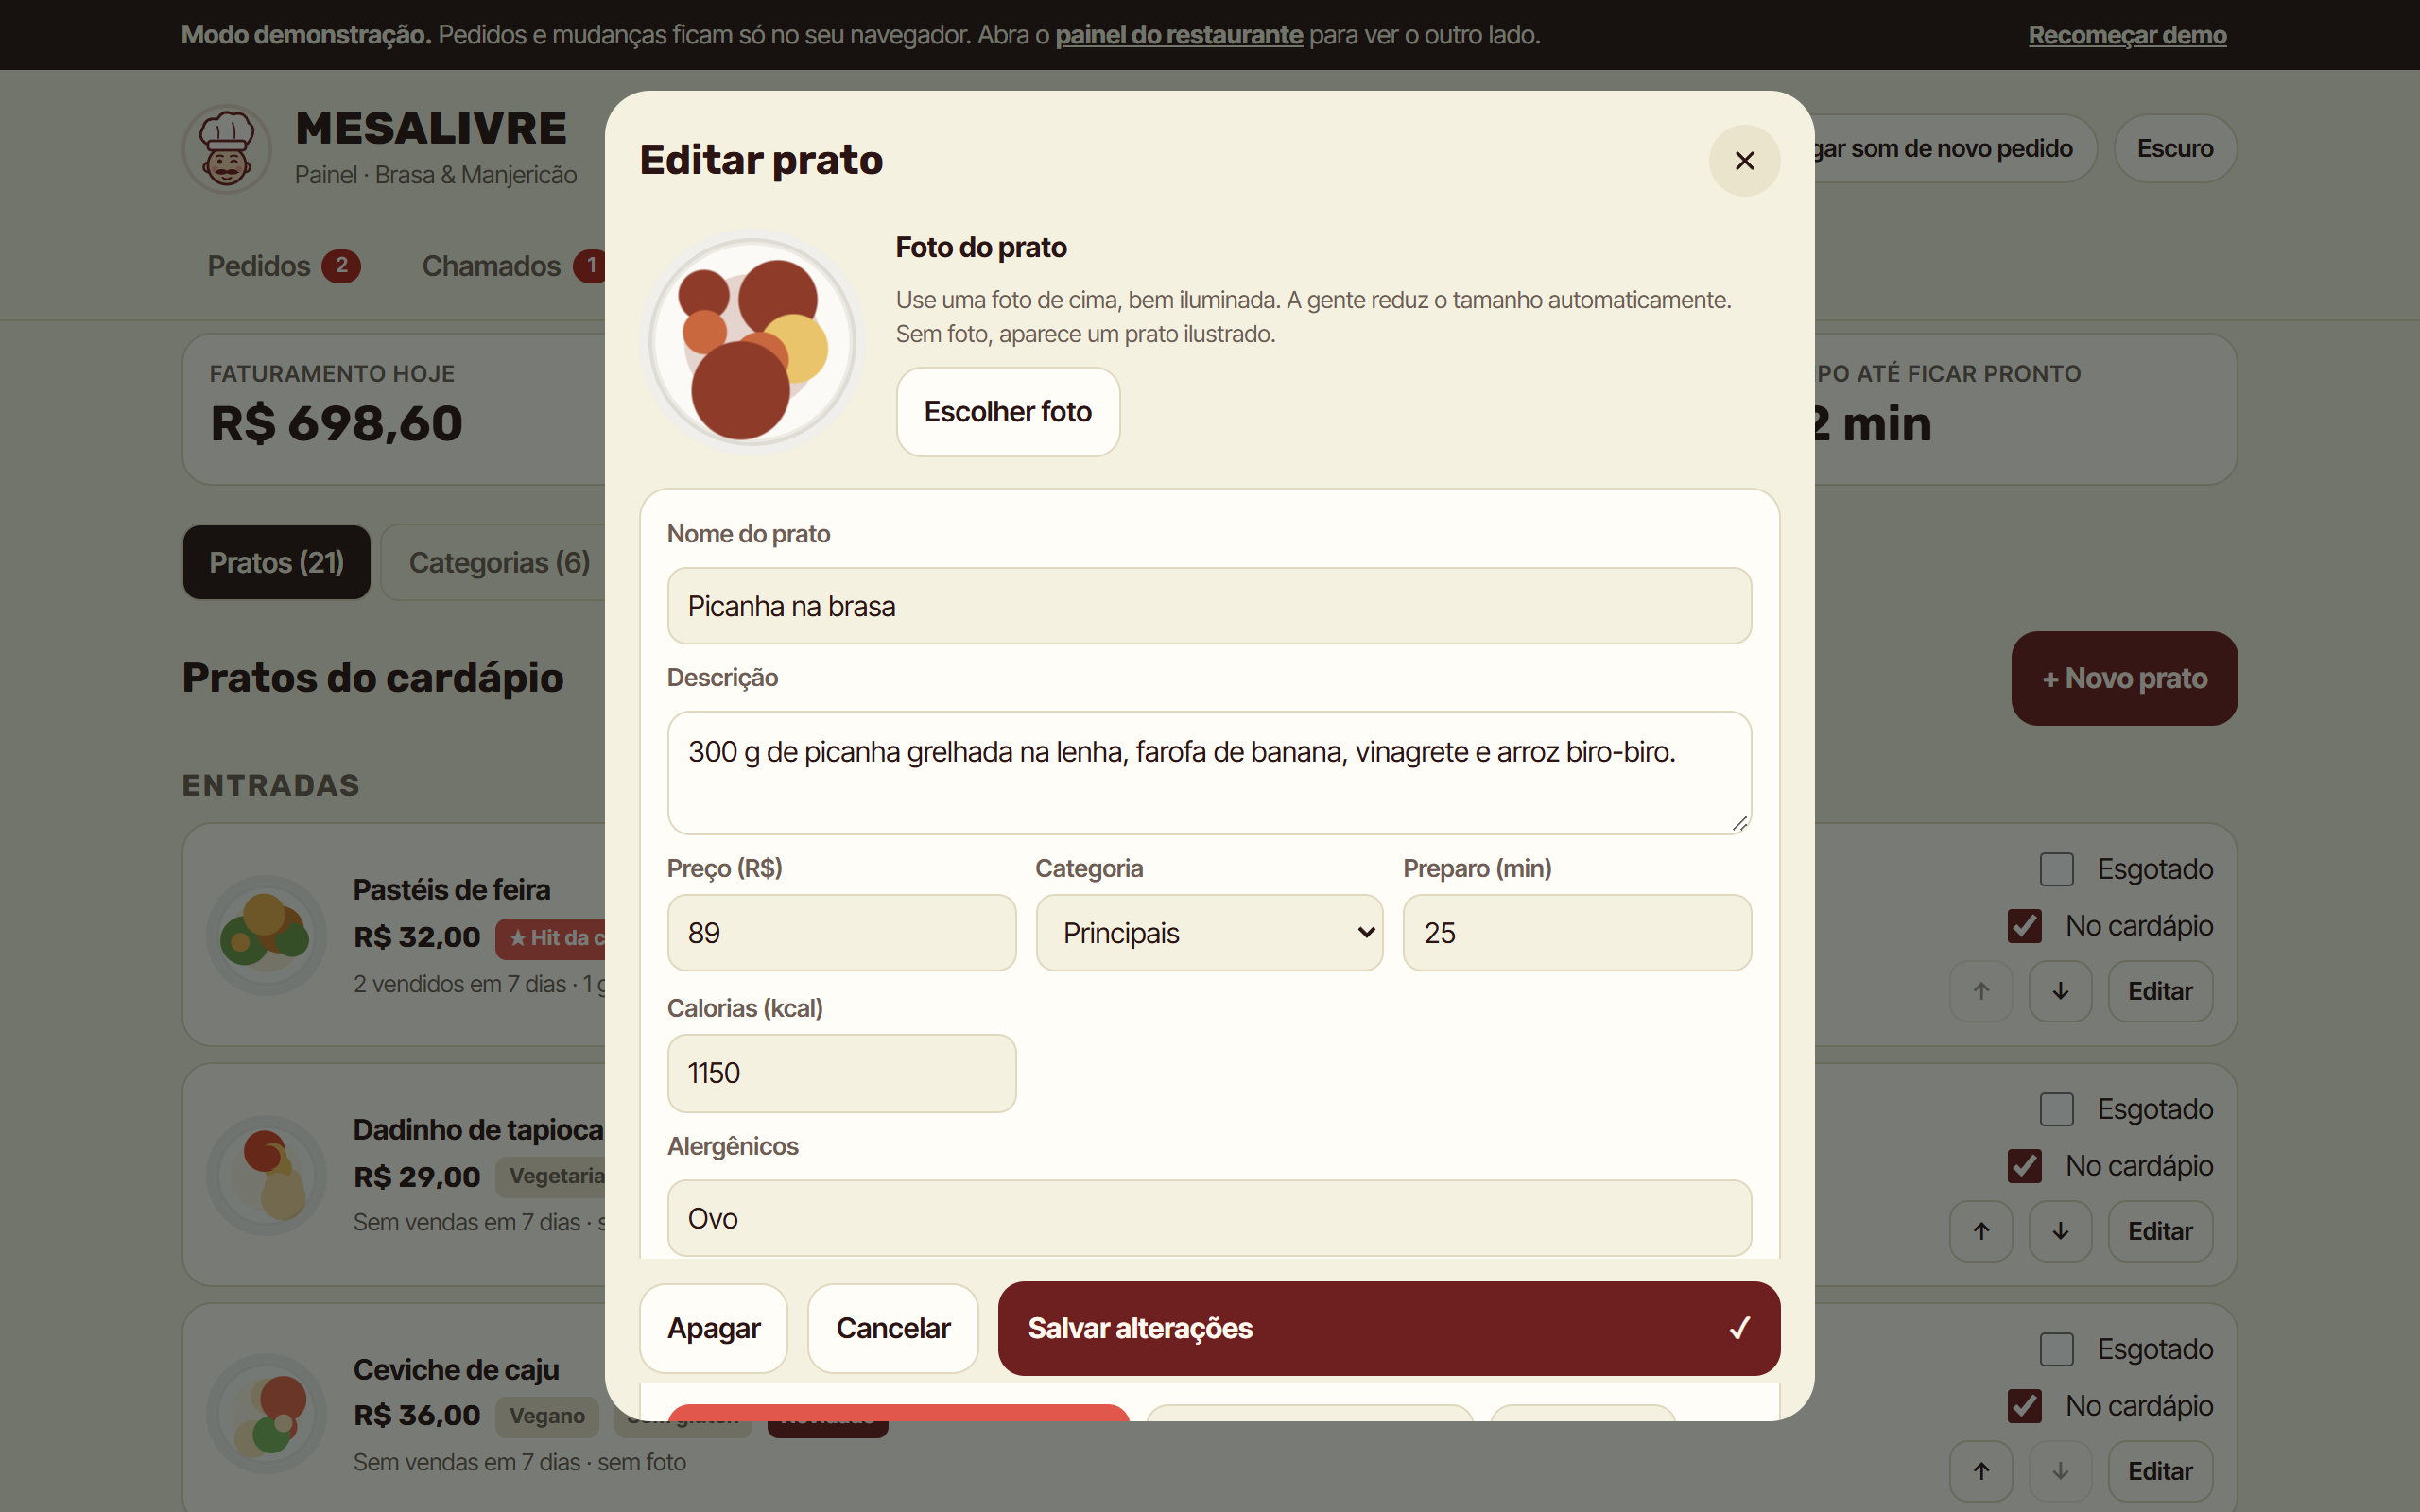 Modo demonstração. Pedidos e mudanças ficam só no seu navegador. Abra o painel do restaurante para ver o outro lado.
Recomeçar demo
MESALIVRE
Painel · Brasa & Manjericão
som de novo pedido
Escuro
Pedidos 2
Chamados 1
FATURAMENTO HOJE
R$ 698,60
ATÉ FICAR PRONTO
min
Pratos (21)
Categorias (6)
Pratos do cardápio
+ Novo prato
ENTRADAS
Pastéis de feira
R$ 32,00
★ Hit da
2 vendidos em 7 dias · 1
Esgotado
No cardápio
↑
↓
Editar
Dadinho de tapioca
R$ 29,00
Sem vendas em 7 dias ·
Esgotado
No cardápio
↑
↓
Editar
Ceviche de caju
R$ 36,00
Vegano
Sem vendas em 7 dias · sem foto
Esgotado
No cardápio
↑
↓
Editar
Editar prato
×
Foto do prato
Use uma foto de cima, bem iluminada. A gente reduz o tamanho automaticamente.
Sem foto, aparece um prato ilustrado.
Escolher foto
Nome do prato
Picanha na brasa
Descrição
300 g de picanha grelhada na lenha, farofa de banana, vinagrete e arroz biro-biro.
Preço (R$)
89
Categoria
Principais
Preparo (min)
25
Calorias (kcal)
1150
Alergênicos
Ovo
Apagar
Cancelar
Salvar alterações ✓